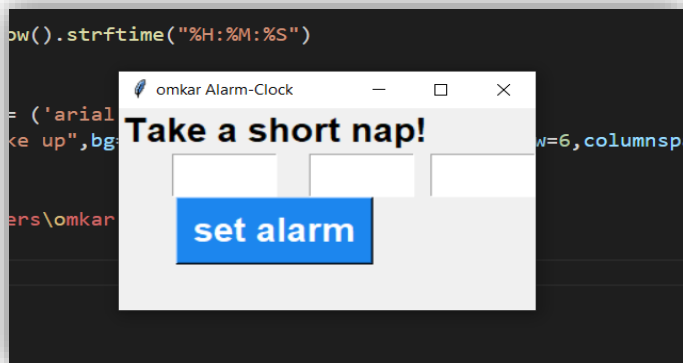 ow().strftime("%H:%M:%S")
omkar Alarm-Clock
= ('arial
Take a short nap!
ke up",bg= w=6,columnsp
ers\omkar
set alarm